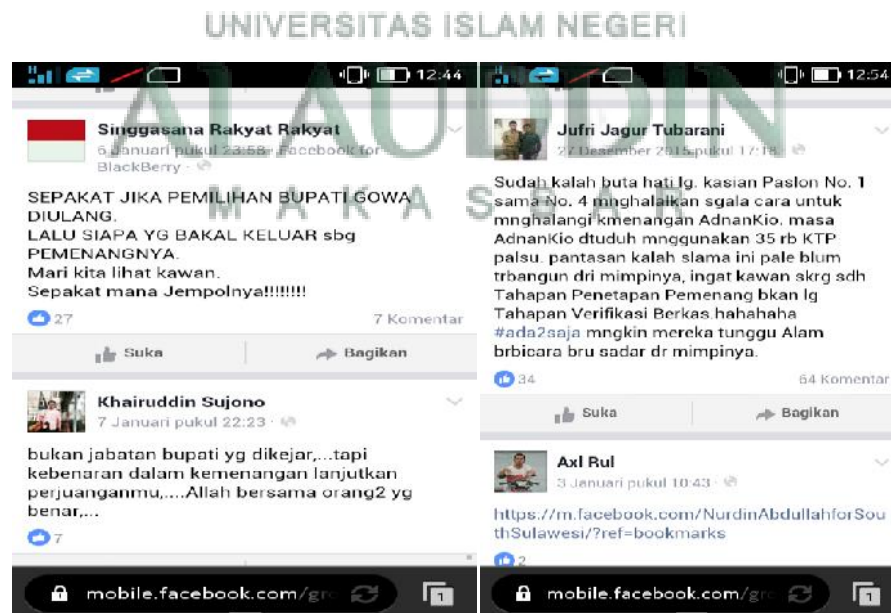 UNIVERSITAS ISLAM NEGERI
ALAUDDIN
MAKASSAR
12:44
Singgasana Rakyat Rakyat
6 Januari pukul 23:58 · Facebook for
BlackBerry ·
SEPAKAT JIKA PEMILIHAN BUPATI GOWA
DIULANG.
LALU SIAPA YG BAKAL KELUAR sbg
PEMENANGNYA.
Mari kita lihat kawan.
Sepakat mana Jempolnya!!!!!!!!
27
7 Komentar
Suka
Bagikan
Khairuddin Sujono
7 Januari pukul 22:23 ·
bukan jabatan bupati yg dikejar,...tapi
kebenaran dalam kemenangan lanjutkan
perjuanganmu,....Allah bersama orang2 yg
benar,...
7
mobile.facebook.com/gr
1
12:54
Jufri Jagur Tubarani
27 Desember 2015 pukul 17:18 ·
Sudah kalah buta hati lg. kasian Paslon No. 1
sama No. 4 mnghalalkan sgala cara untuk
mnghalangi kmenangan AdnanKio. masa
AdnanKio dtuduh mnggunakan 35 rb KTP
palsu. pantasan kalah slama ini pale blum
trbangun dri mimpinya, ingat kawan skrg sdh
Tahapan Penetapan Pemenang bkan lg
Tahapan Verifikasi Berkas.hahahaha
#ada2saja mngkin mereka tunggu Alam
brbicara bru sadar dr mimpinya.
34
64 Komentar
Suka
Bagikan
Axl Rul
3 Januari pukul 10:43 ·
https://m.facebook.com/NurdinAbdullahforSou
thSulawesi/?ref=bookmarks
2
mobile.facebook.com/gro
1